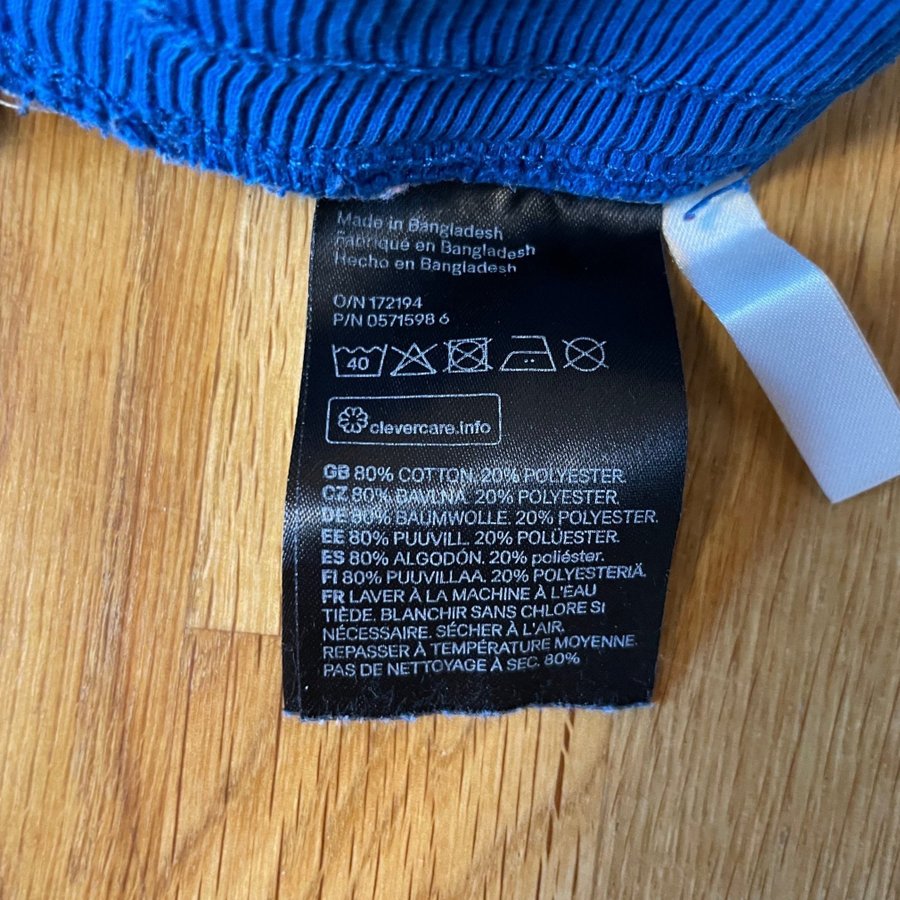 Made in Bangladesh
Fabriqué en Bangladesh
Hecho en Bangladesh
O/N 172194
P/N 0571598 6
40
clevercare.info
GB 80% COTTON. 20% POLYESTER.
CZ 80% BAVLNA. 20% POLYESTER.
DE 80% BAUMWOLLE. 20% POLYESTER.
EE 80% PUUVILL. 20% POLÜESTER.
ES 80% ALGODÓN. 20% poliéster.
FI 80% PUUVILLAA. 20% POLYESTERIÄ.
FR LAVER À LA MACHINE À L'EAU
TIÈDE. BLANCHIR SANS CHLORE SI
NÉCESSAIRE. SÉCHER À L'AIR.
REPASSER À TEMPÉRATURE MOYENNE.
PAS DE NETTOYAGE À SEC. 80%